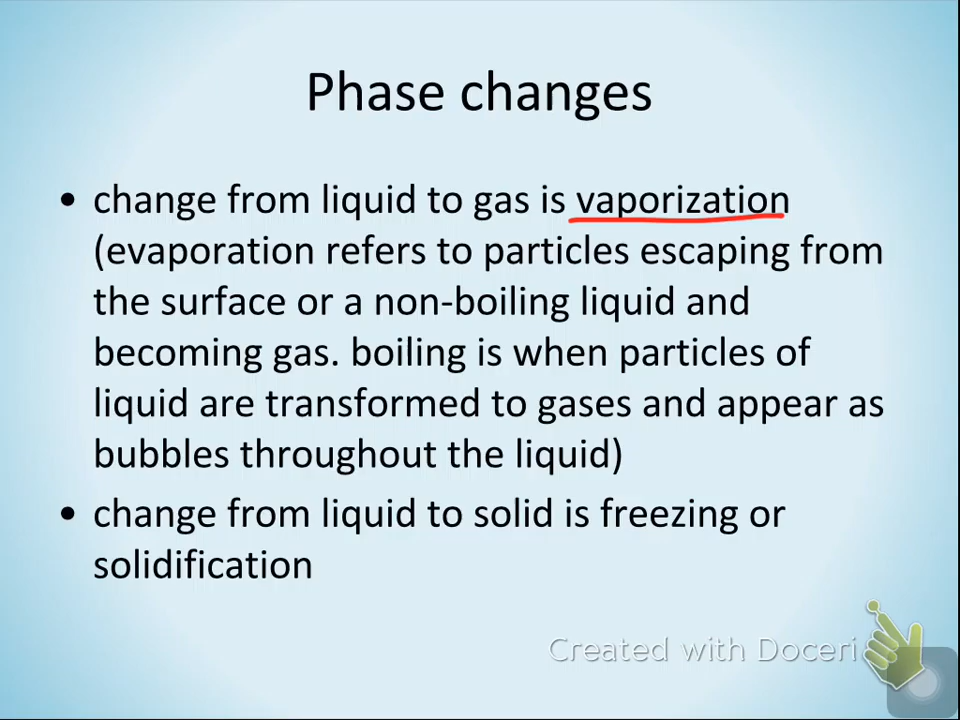 Phase changes
• change from liquid to gas is vaporization
(evaporation refers to particles escaping from
the surface or a non-boiling liquid and
becoming gas. boiling is when particles of
liquid are transformed to gases and appear as
bubbles throughout the liquid)
• change from liquid to solid is freezing or
solidification
Created with Doceri